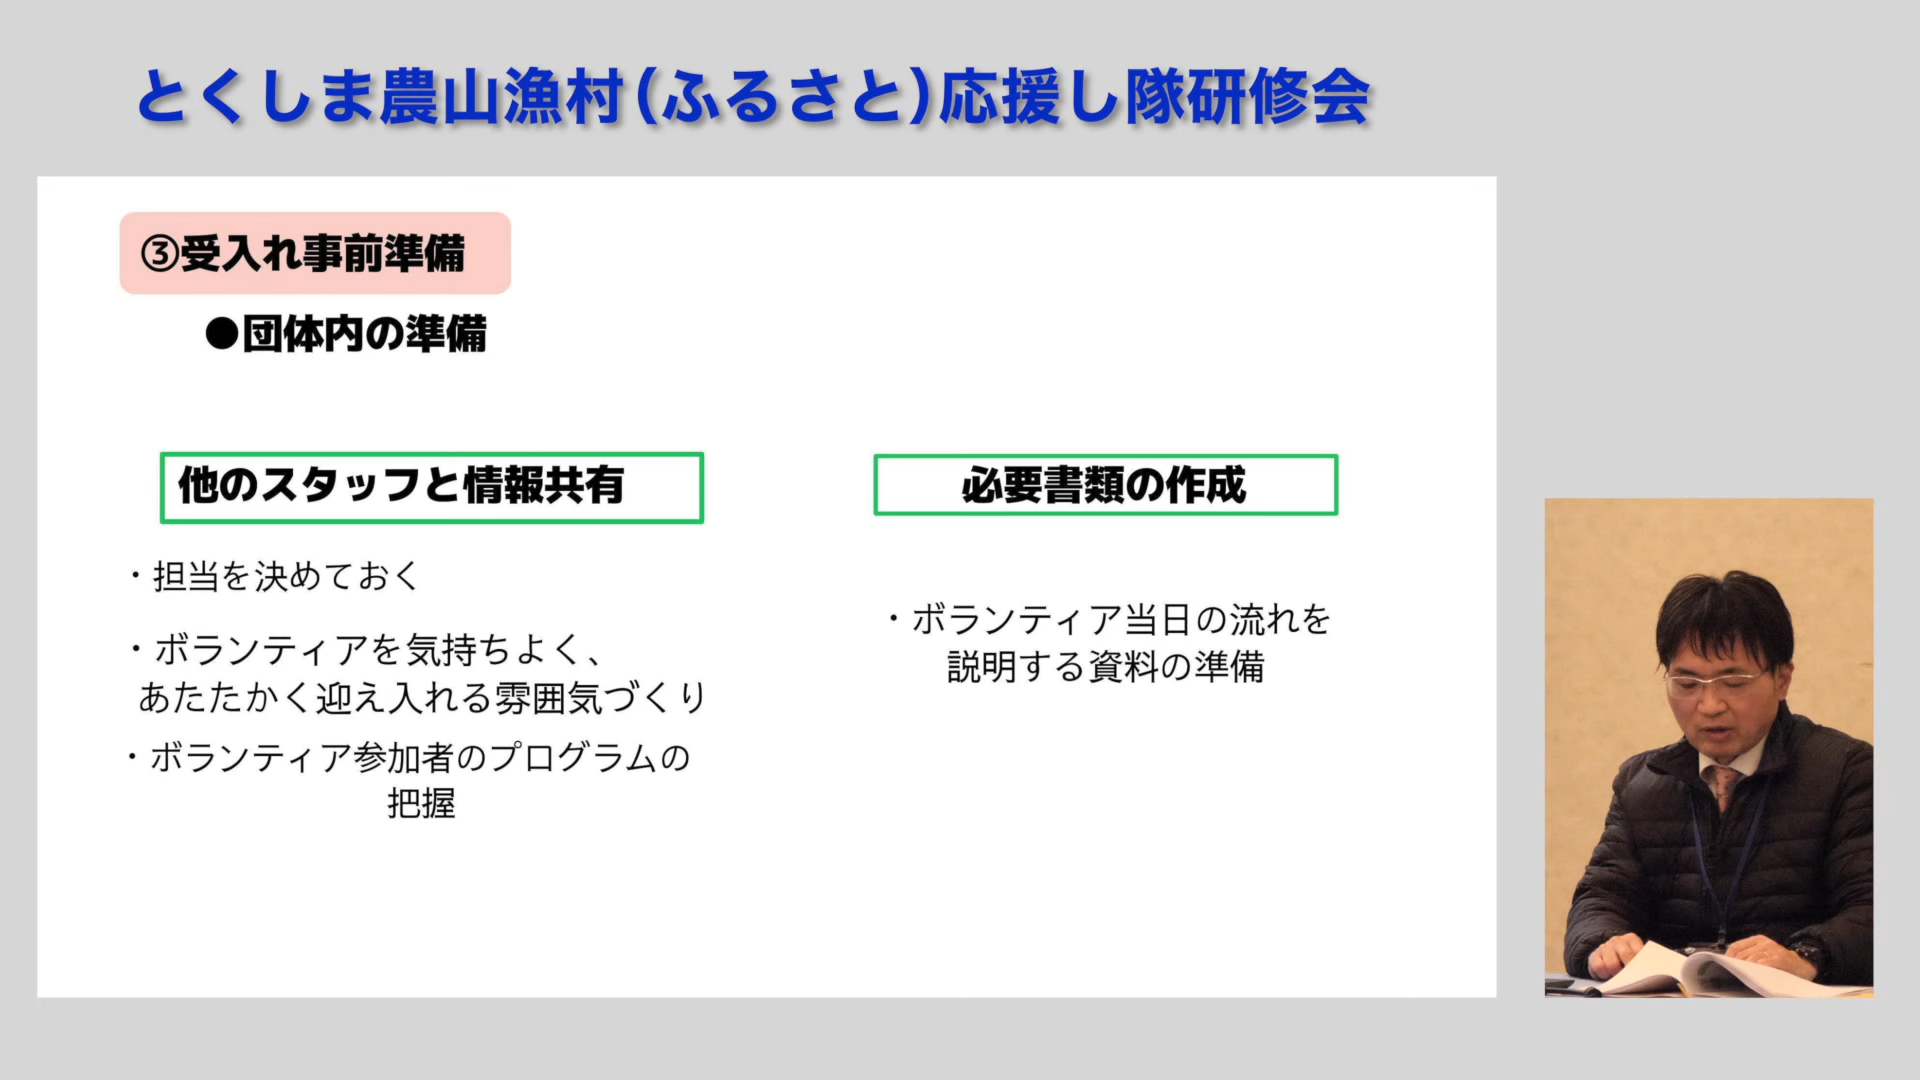 とくしま農山漁村(ふるさと)応援し隊研修会
③受入れ事前準備
●団体内の準備
他のスタッフと情報共有
・担当を決めておく
・ボランティアを気持ちよく、
あたたかく迎え入れる雰囲気づくり
・ボランティア参加者のプログラムの
把握
必要書類の作成
・ボランティア当日の流れを
説明する資料の準備